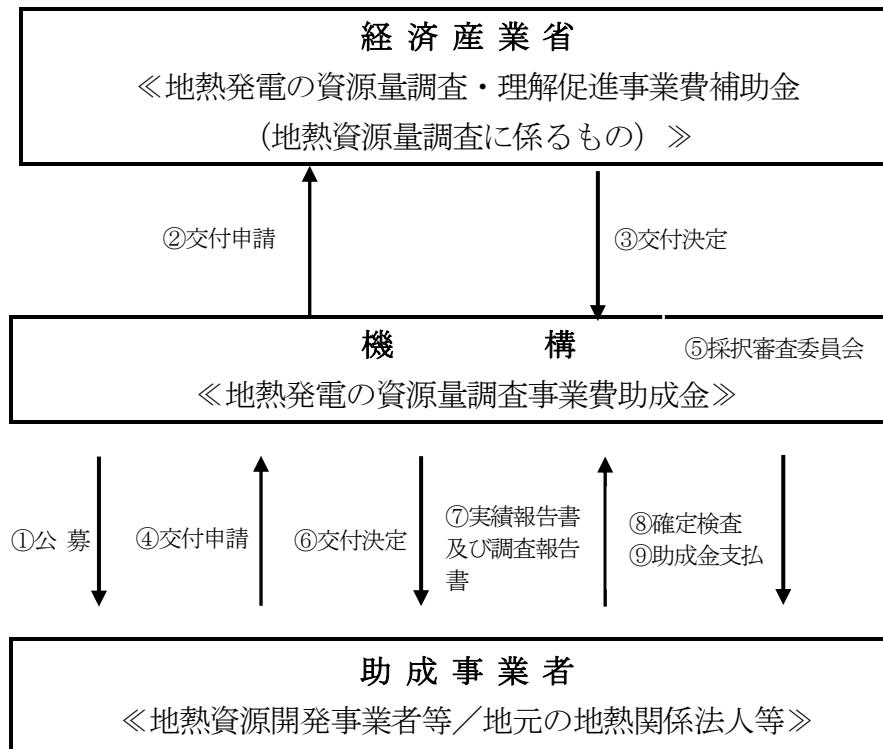 経 済 産 業 省
≪地熱発電の資源量調査・理解促進事業費補助金
（地熱資源量調査に係るもの）≫
②交付申請
③交付決定
機 構
⑤採択審査委員会
≪地熱発電の資源量調査事業費助成金≫
①公 募
④交付申請
⑥交付決定
⑦実績報告書
及び調査報告
書
⑧確定検査
⑨助成金支払
助 成 事 業 者
≪地熱資源開発事業者等／地元の地熱関係法人等≫